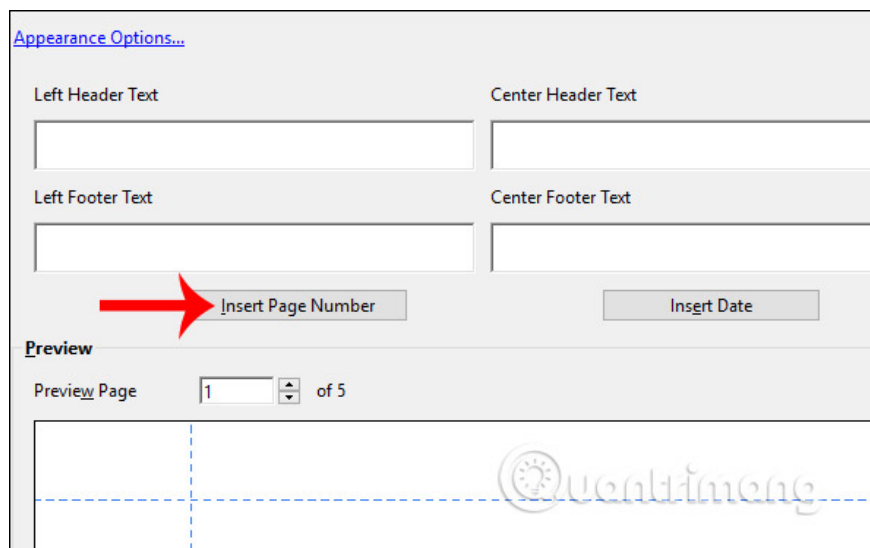 Appearance Options...
Left Header Text Center Header Text
Left Footer Text Center Footer Text
Insert Page Number Insert Date
Preview
Preview Page 1 of 5
Quantrimang